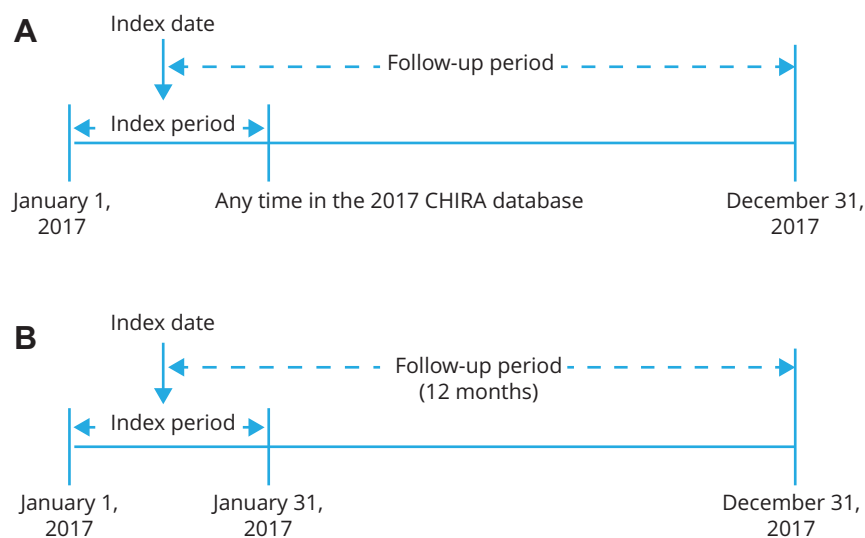 A
Index date
Follow-up period
Index period
January 1,
2017
Any time in the 2017 CHIRA database
December 31,
2017
B
Index date
Follow-up period
(12 months)
Index period
January 1,
2017
January 31,
2017
December 31,
2017